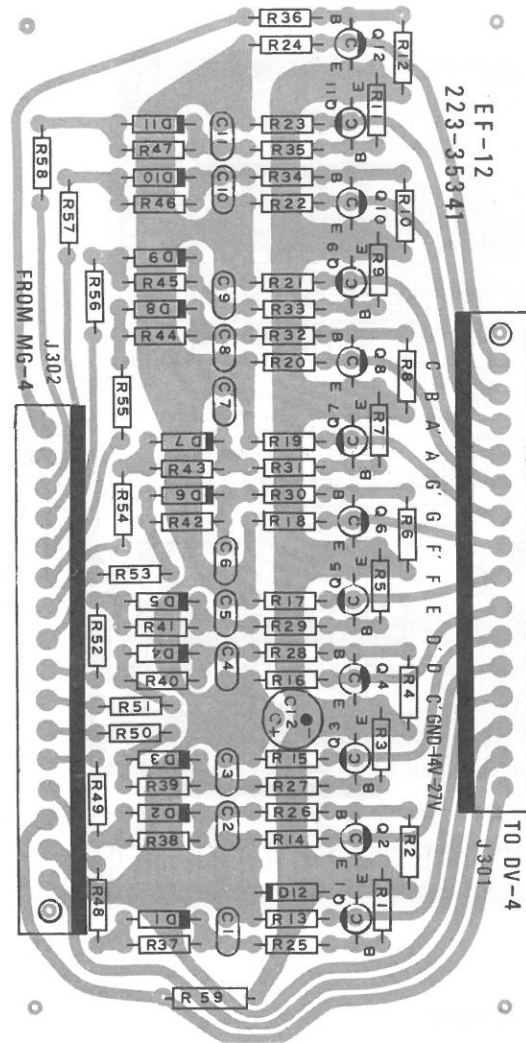 EF-12
223-35341
TO DV-4
J301
FROM MG-4
J302
C B A' A G' G F' F E D' D C' GND -14V -27V
R36 B
R24 C Q12 R12
E
E
D11 C11 R23 C Q11 R11
R47 R35 B
R58
D10 C10 R34 B
R46 R22 C Q10 R10
R57
E
E
D9 R9
R45 C9 R21 C Q9
D8 R33 B
R56
R44 C8 R32 B
R20 C Q8 R8
E
R55
C7
E
D7 R19 C Q7 R7
R43 R31 B
D6 R30 B
R42 R18 C Q6 R6
R54
E
C6
E
R53
D5 C5 R17 C Q5 R5
R41 R29 B
R52
D4 C4 R28 B
R40 R16 C Q4 R4
R51
E
C12
C+ -
R50
E
D3 C3 R15 C Q3 R3
R39 R27 B
R49
D2 C2 R26 B
R38 R14 C Q2 R2
E
R48
D12
E
D1 C1 R13 C Q1 R1
R37 R25 B
R59